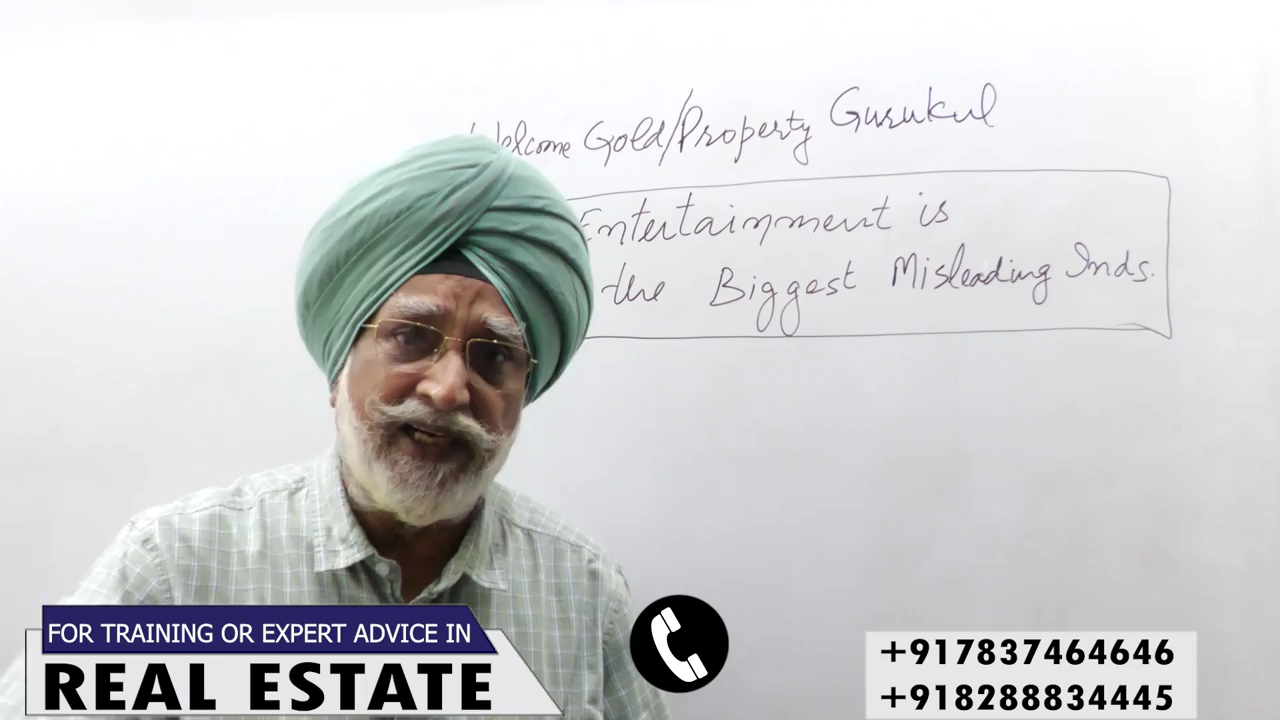 Welcome Gold/Property Gurukul
Entertainment is
the Biggest Misleading Inds.
FOR TRAINING OR EXPERT ADVICE IN
REAL ESTATE
+917837464646
+918288834445